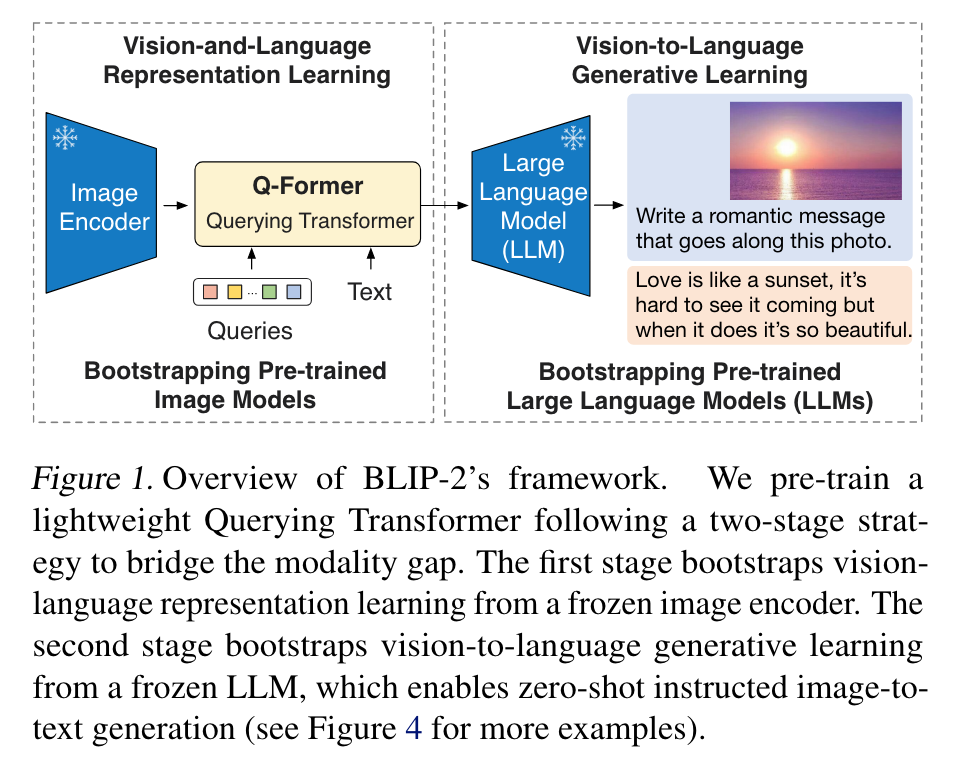 Vision-and-Language
Representation Learning
Vision-to-Language
Generative Learning
Image
Encoder
Q-Former
Querying Transformer
Queries
...
Text
Large
Language
Model
(LLM)
Write a romantic message
that goes along this photo.
Love is like a sunset, it’s
hard to see it coming but
when it does it’s so beautiful.
Bootstrapping Pre-trained
Image Models
Bootstrapping Pre-trained
Large Language Models (LLMs)
Figure 1. Overview of BLIP-2’s framework. We pre-train a
lightweight Querying Transformer following a two-stage strat-
egy to bridge the modality gap. The first stage bootstraps vision-
language representation learning from a frozen image encoder. The
second stage bootstraps vision-to-language generative learning
from a frozen LLM, which enables zero-shot instructed image-to-
text generation (see Figure 4 for more examples).